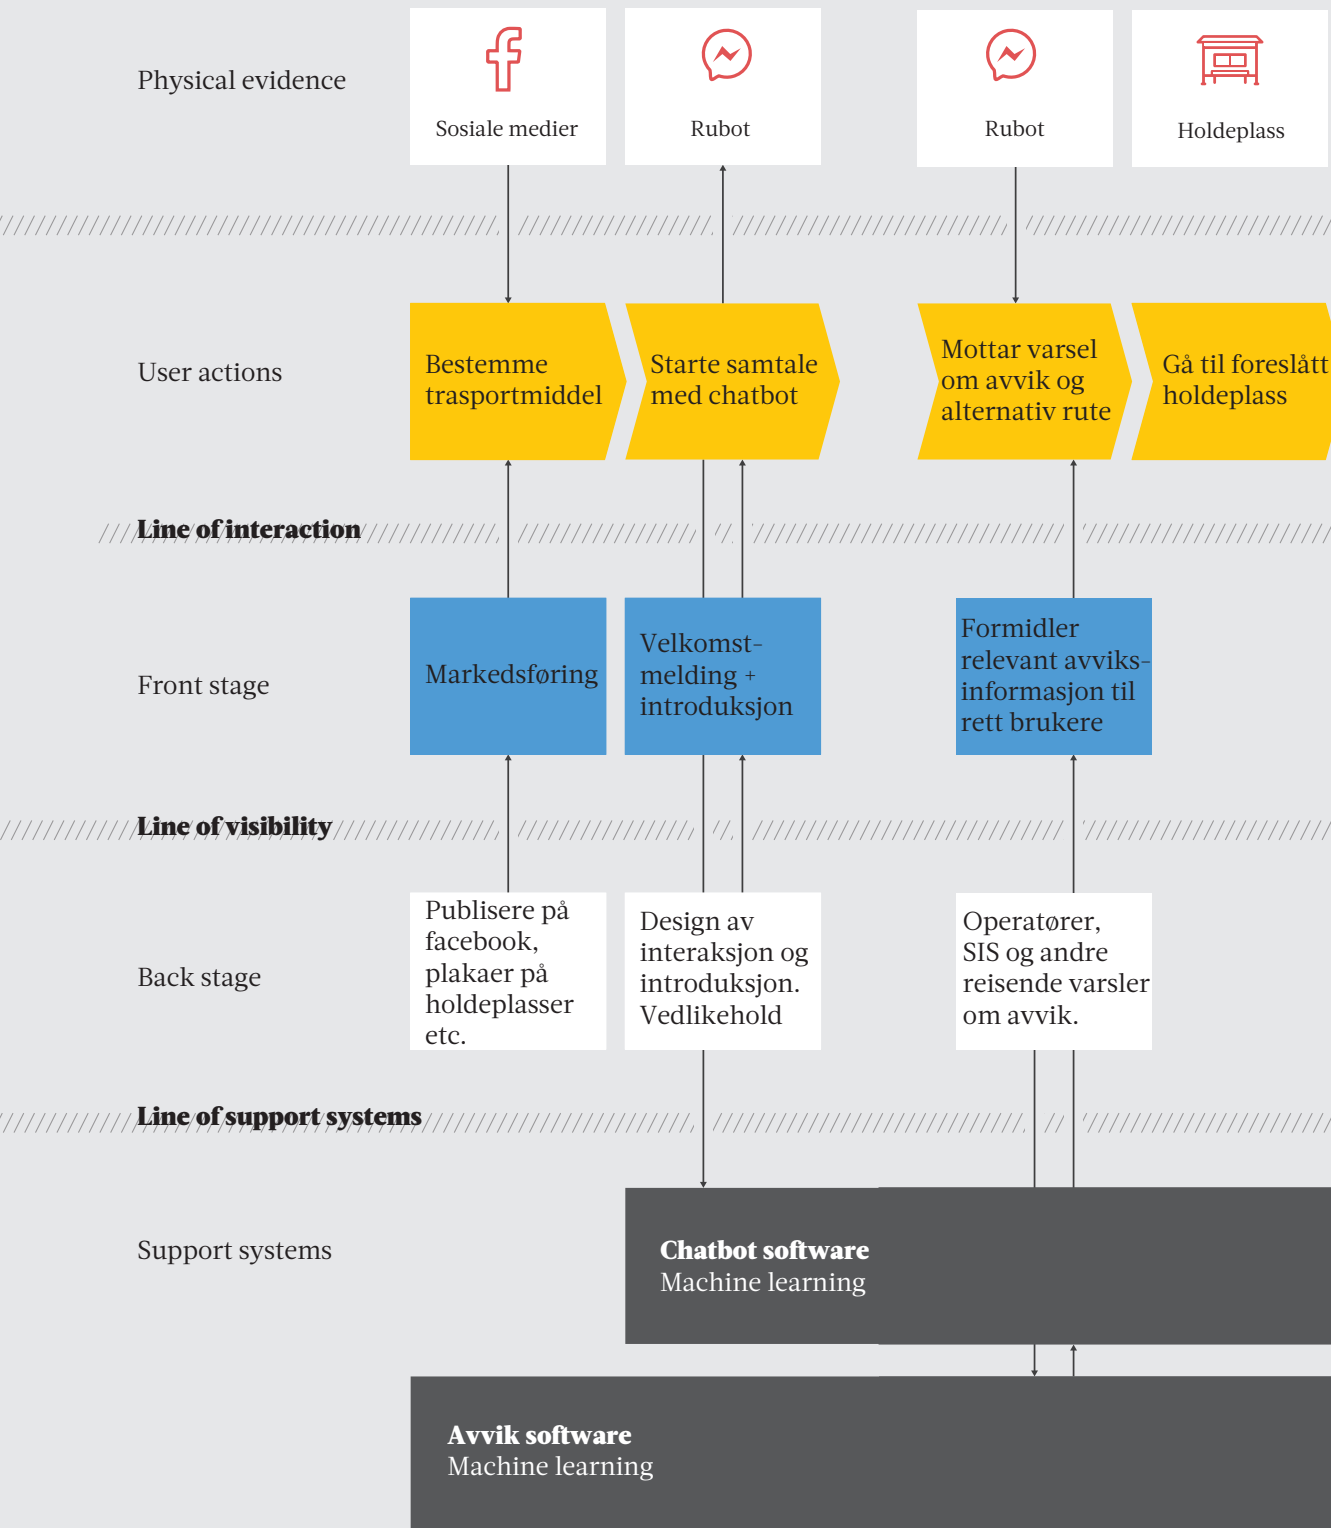 Physical evidence
Sosiale medier
Rubot
Rubot
Holdeplass
User actions
Bestemme
trasportmiddel
Starte samtale
med chatbot
Mottar varsel
om avvik og
alternativ rute
Gå til foreslått
holdeplass
Line of interaction
Front stage
Markedsføring
Velkomst-
melding +
introduksjon
Formidler
relevant avviks-
informasjon til
rett brukere
Line of visibility
Back stage
Publisere på
facebook,
plakaer på
holdeplasser
etc.
Design av
interaksjon og
introduksjon.
Vedlikehold
Operatører,
SIS og andre
reisende varsler
om avvik.
Line of support systems
Support systems
Chatbot software
Machine learning
Avvik software
Machine learning